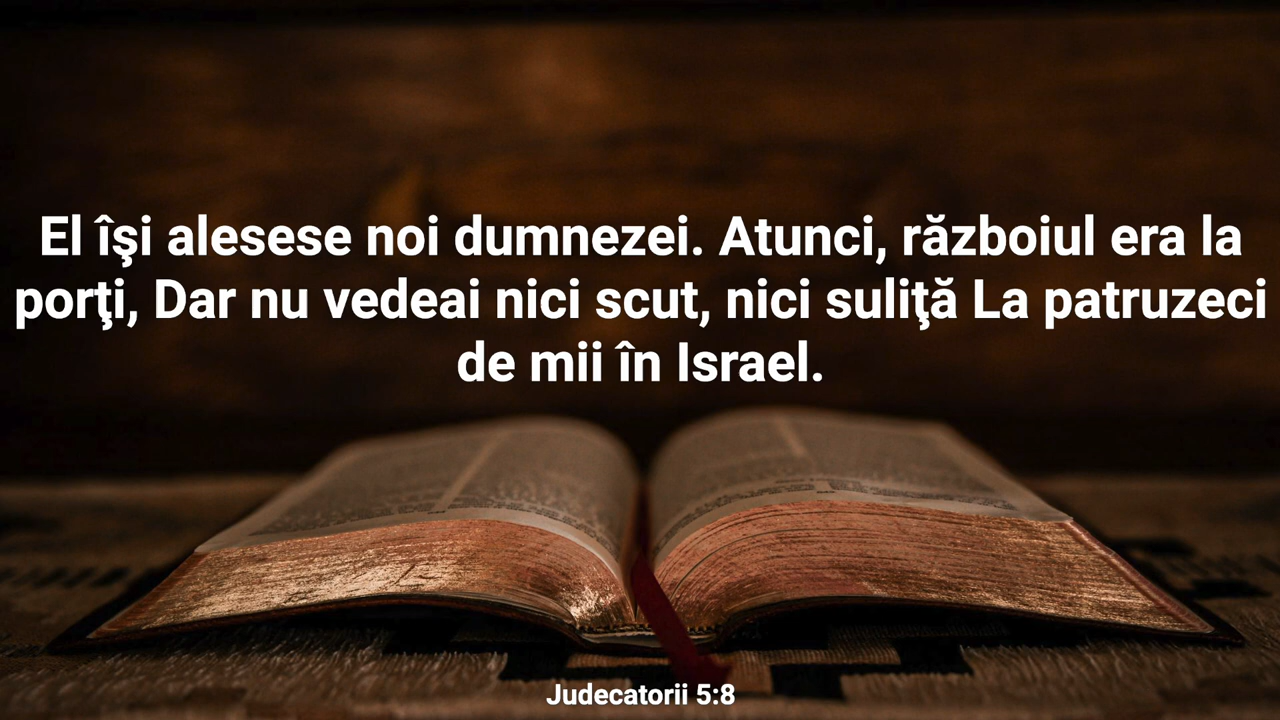 El îşi alesese noi dumnezei. Atunci, războiul era la
porţi, Dar nu vedeai nici scut, nici suliţă La patruzeci
de mii în Israel.
Judecatorii 5:8